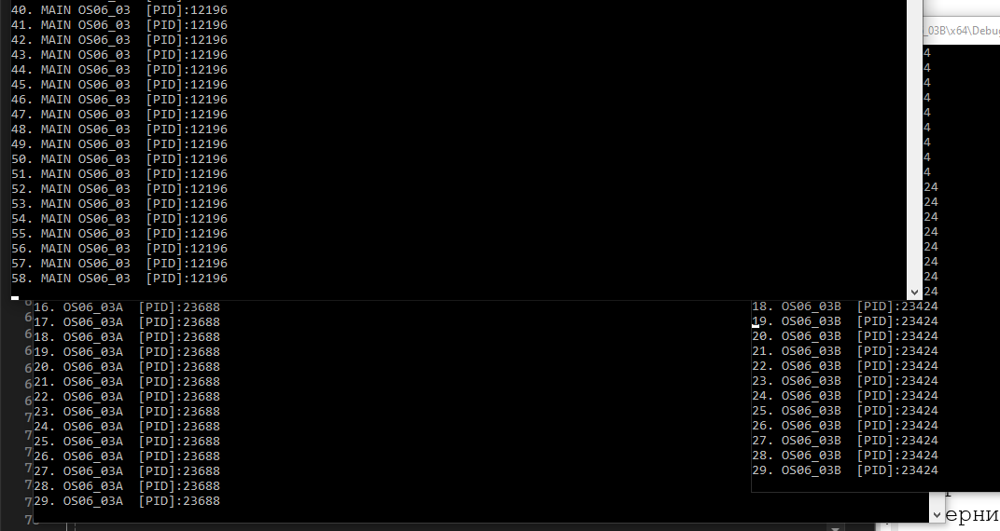 40. MAIN OS06_03  [PID]:12196
41. MAIN OS06_03  [PID]:12196
42. MAIN OS06_03  [PID]:12196
43. MAIN OS06_03  [PID]:12196
44. MAIN OS06_03  [PID]:12196
45. MAIN OS06_03  [PID]:12196
46. MAIN OS06_03  [PID]:12196
47. MAIN OS06_03  [PID]:12196
48. MAIN OS06_03  [PID]:12196
49. MAIN OS06_03  [PID]:12196
50. MAIN OS06_03  [PID]:12196
51. MAIN OS06_03  [PID]:12196
52. MAIN OS06_03  [PID]:12196
53. MAIN OS06_03  [PID]:12196
54. MAIN OS06_03  [PID]:12196
55. MAIN OS06_03  [PID]:12196
56. MAIN OS06_03  [PID]:12196
57. MAIN OS06_03  [PID]:12196
58. MAIN OS06_03  [PID]:12196
_03B\x64\Debug
4
4
4
4
4
4
4
4
4
24
24
24
24
24
24
24
24
16. OS06_03A  [PID]:23688
17. OS06_03A  [PID]:23688
18. OS06_03A  [PID]:23688
19. OS06_03A  [PID]:23688
20. OS06_03A  [PID]:23688
21. OS06_03A  [PID]:23688
22. OS06_03A  [PID]:23688
23. OS06_03A  [PID]:23688
24. OS06_03A  [PID]:23688
25. OS06_03A  [PID]:23688
26. OS06_03A  [PID]:23688
27. OS06_03A  [PID]:23688
28. OS06_03A  [PID]:23688
29. OS06_03A  [PID]:23688
18. OS06_03B  [PID]:23424
19. OS06_03B  [PID]:23424
20. OS06_03B  [PID]:23424
21. OS06_03B  [PID]:23424
22. OS06_03B  [PID]:23424
23. OS06_03B  [PID]:23424
24. OS06_03B  [PID]:23424
25. OS06_03B  [PID]:23424
26. OS06_03B  [PID]:23424
27. OS06_03B  [PID]:23424
28. OS06_03B  [PID]:23424
29. OS06_03B  [PID]:23424
ерни